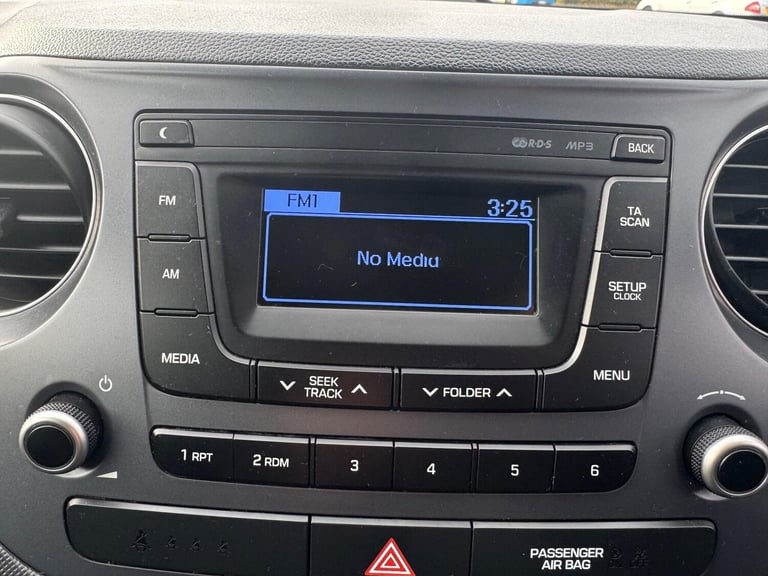 R·D·S MP3 BACK
FM
FM1 3:25
TA
SCAN
No Media
AM
SETUP
CLOCK
MEDIA
SEEK
TRACK
FOLDER
MENU
1 RPT
2 RDM
3
4
5
6
PASSENGER
AIR BAG